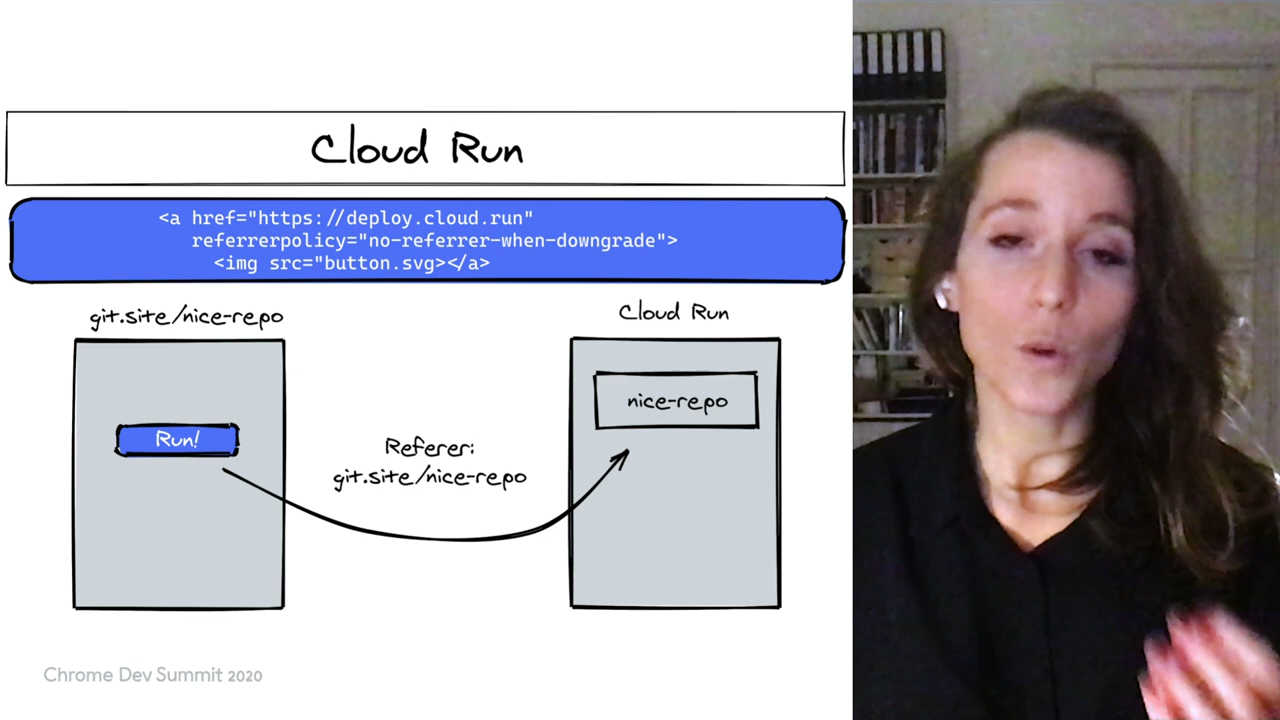 Cloud Run
<a href="https://deploy.cloud.run"
referrerpolicy="no-referrer-when-downgrade">
<img src="button.svg></a>
git.site/nice-repo
Cloud Run
nice-repo
Run!
Referer:
git.site/nice-repo
Chrome Dev Summit 2020